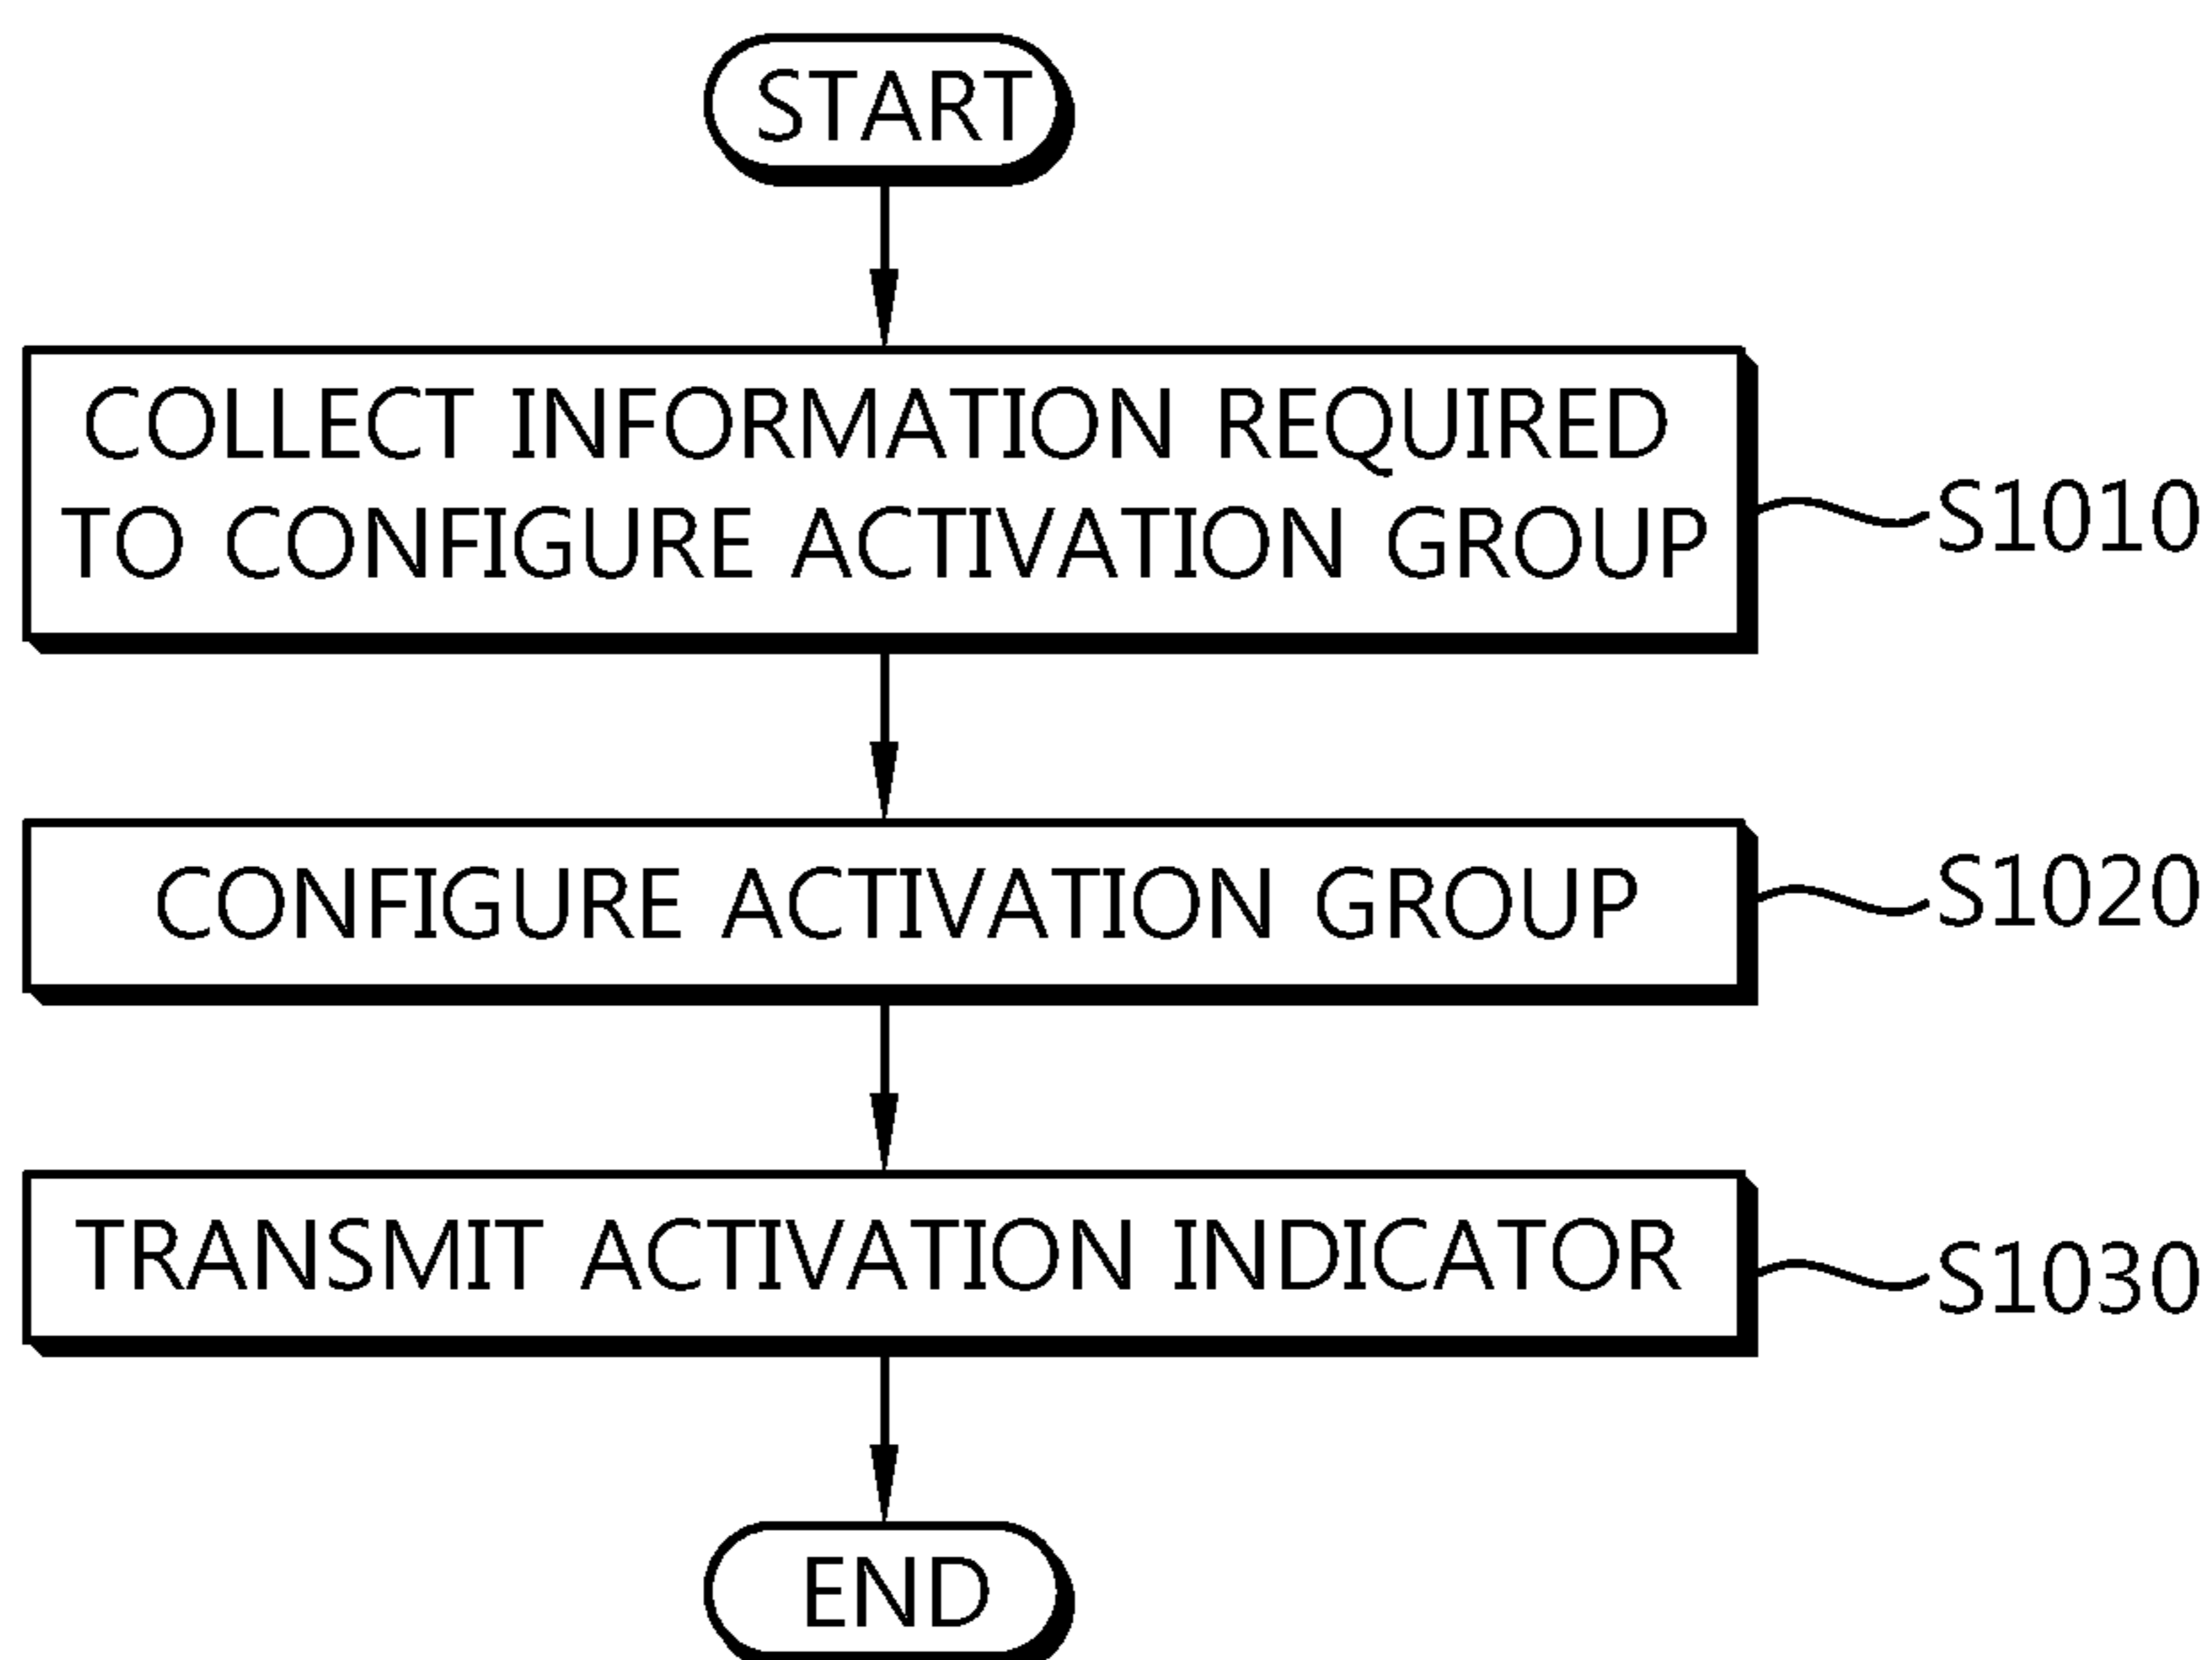 START
COLLECT INFORMATION REQUIRED
TO CONFIGURE ACTIVATION GROUP
S1010
CONFIGURE ACTIVATION GROUP
S1020
TRANSMIT ACTIVATION INDICATOR
S1030
END